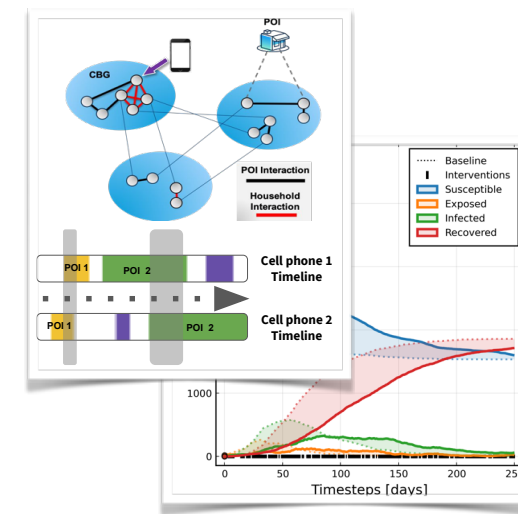 POI
CBG
POI Interaction
Household
Interaction
POI 1
POI 2
Cell phone 1
Timeline
POI 1
POI 2
Cell phone 2
Timeline
Baseline
Interventions
Susceptible
Exposed
Infected
Recovered
1000
0
0
50
100
150
200
25
Timesteps [days]